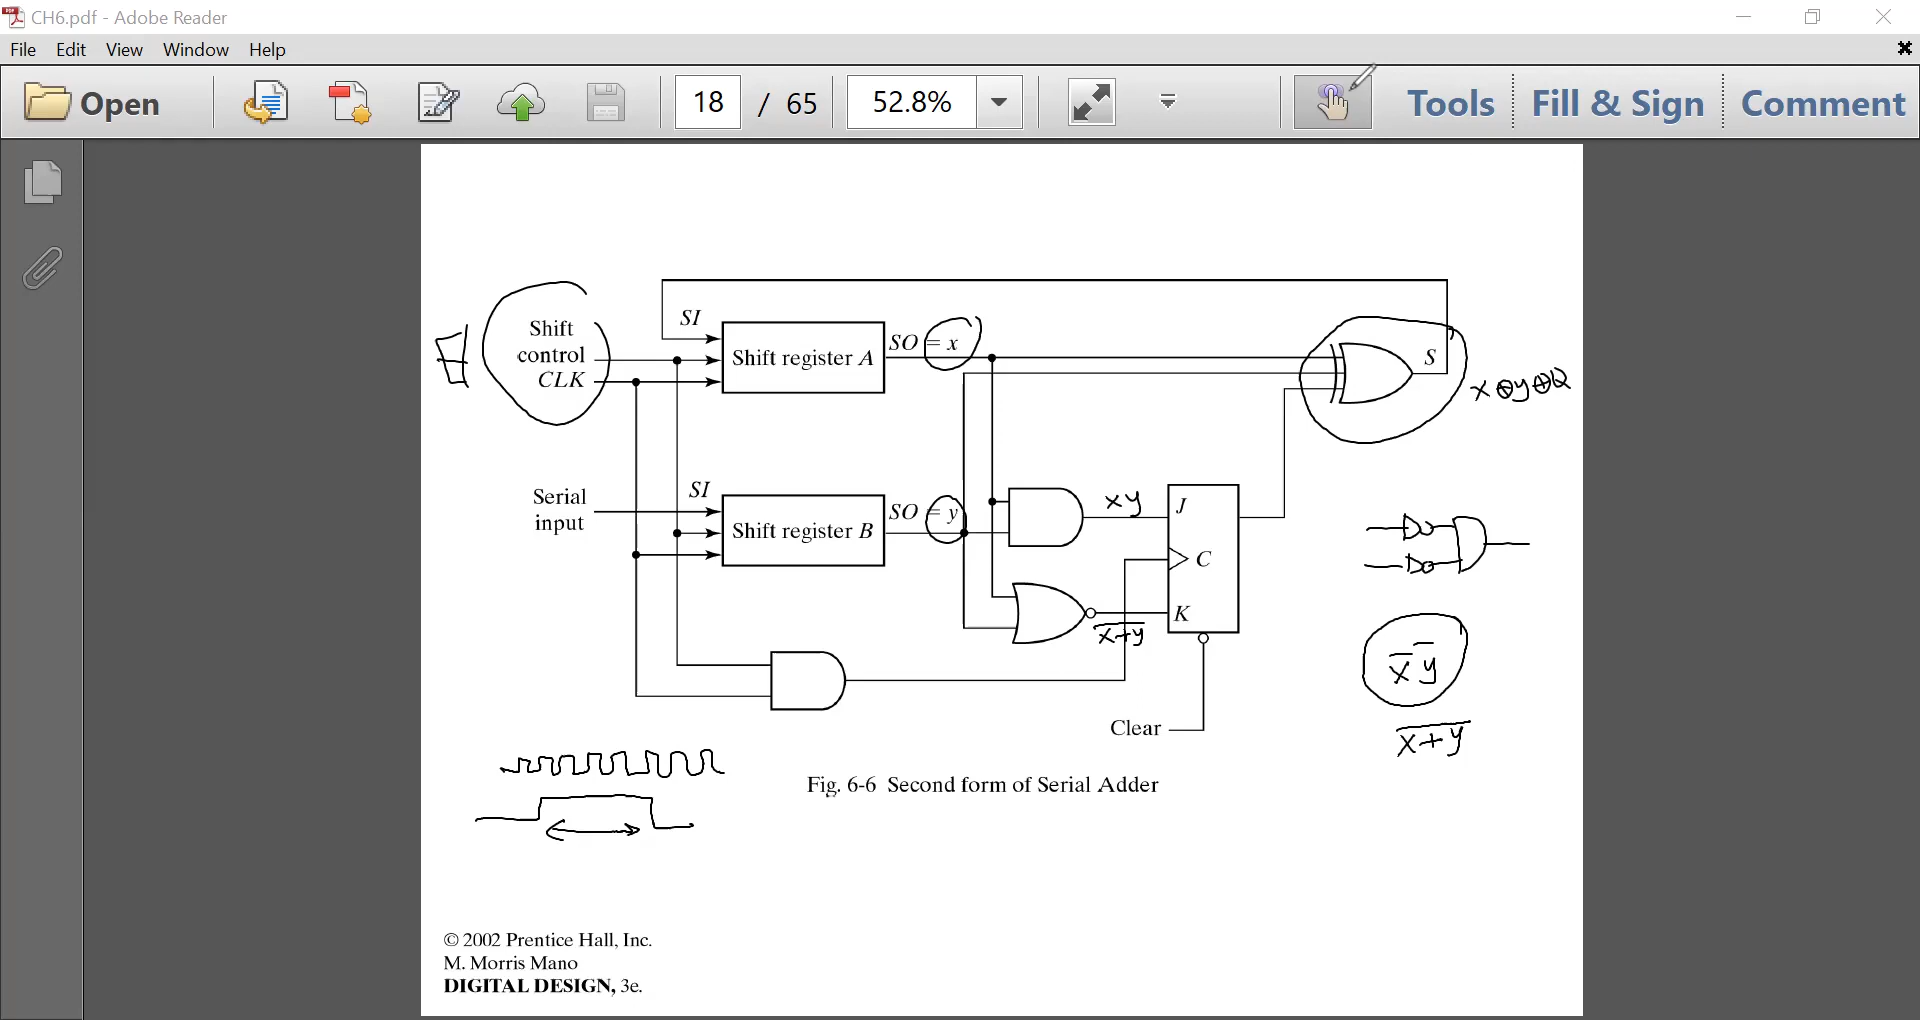 CH6.pdf - Adobe Reader
File Edit View Window Help
Open 18 / 65 52.8% Tools Fill & Sign Comment
Shift
control
CLK
SI
Shift register A
SO = x
S
x ⊕ y ⊕ Q
Serial
input
SI
Shift register B
SO = y
xy
J
C
K
x̅+̅y̅
Clear
x̅ y̅
x̅+̅y̅
Fig. 6-6 Second form of Serial Adder
© 2002 Prentice Hall, Inc.
M. Morris Mano
DIGITAL DESIGN, 3e.